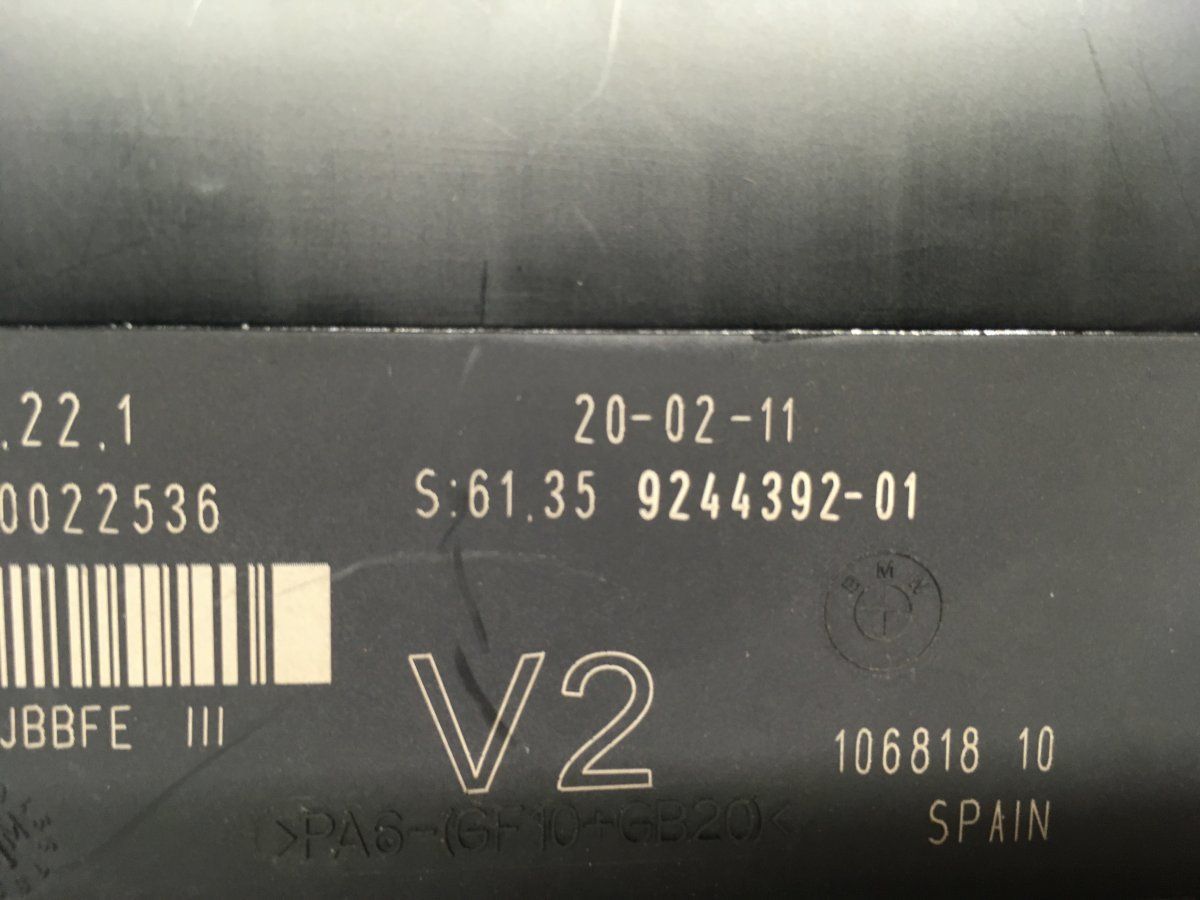 .22.1
20-02-11
0022536
S:61.35 9244392-01
BMW
JBBFE III
V2
106818 10
>PA6-(GF10+GB20)<
SPAIN